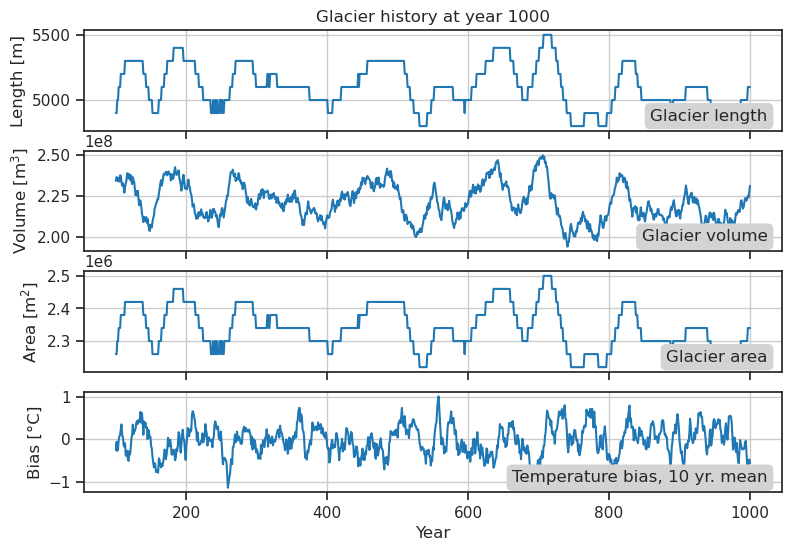 Glacier history at year 1000
Length [m]
5500
5000
Glacier length
1e8
Volume [m³]
2.50
2.25
2.00
Glacier volume
1e6
Area [m²]
2.5
2.4
2.3
Glacier area
Bias [°C]
1
0
−1
Temperature bias, 10 yr. mean
200
400
600
800
1000
Year